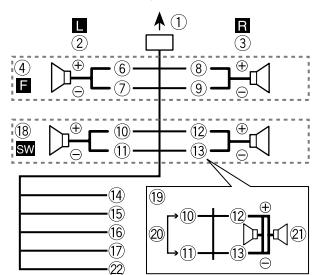 L ① R
② ③
④ ⊕ ⑥ ⑧ ⊕
F ⊖ ⑦ ⑨ ⊖
⑱ ⊕ ⑩ ⑫ ⊕
SW ⊖ ⑪ ⑬ ⊖
⑭
⑮
⑯
⑰
㉒
⑲
⑩ ⑫ ⊕
⑳ ㉑
⑪ ⑬ ⊖